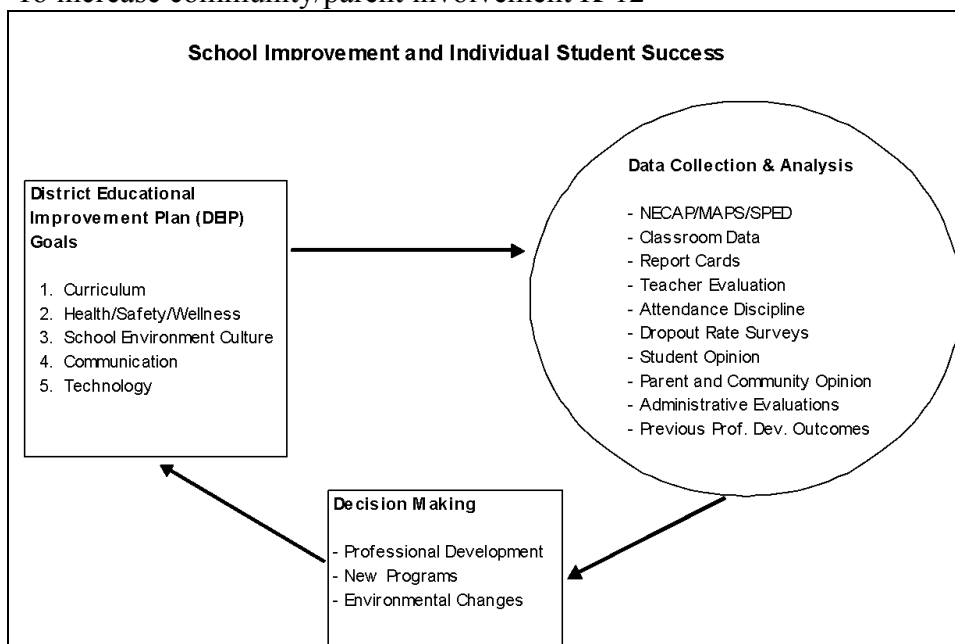 To increase community/parent involvement K-12
School Improvement and Individual Student Success
District Educational
Improvement Plan (DEIP)
Goals
1. Curriculum
2. Health/Safety/Wellness
3. School Environment Culture
4. Communication
5. Technology
Data Collection & Analysis
- NECAP/MAPS/SPED
- Classroom Data
- Report Cards
- Teacher Evaluation
- Attendance Discipline
- Dropout Rate Surveys
- Student Opinion
- Parent and Community Opinion
- Administrative Evaluations
- Previous Prof. Dev. Outcomes
Decision Making
- Professional Development
- New Programs
- Environmental Changes